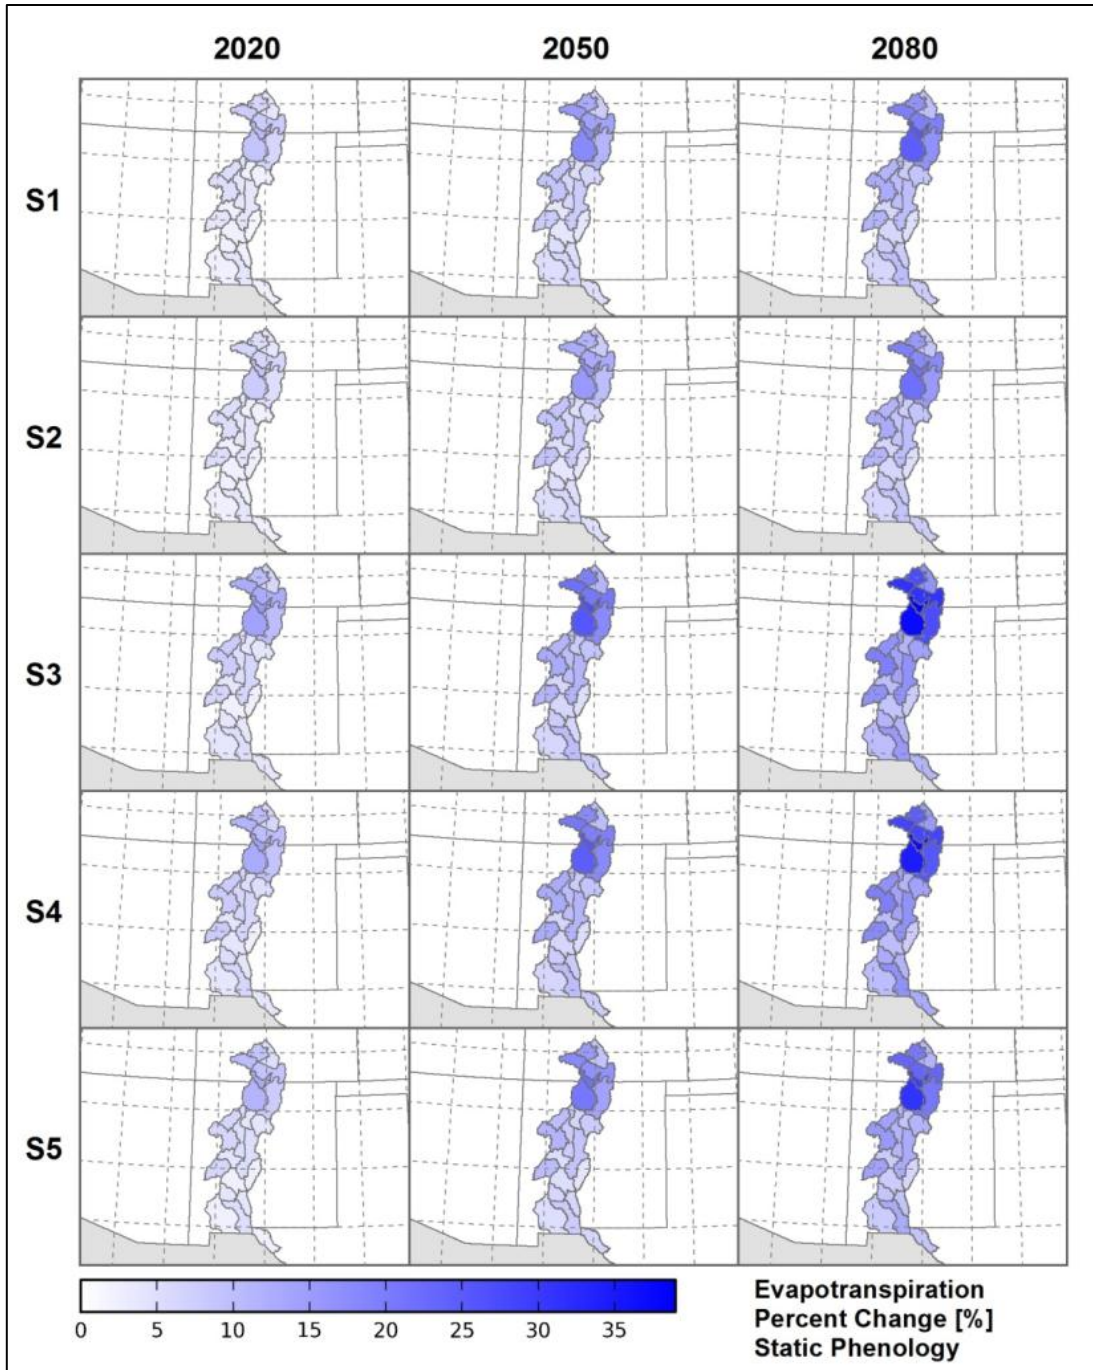 2020 2050 2080
S1
S2
S3
S4
S5
0 5 10 15 20 25 30 35
Evapotranspiration
Percent Change [%]
Static Phenology